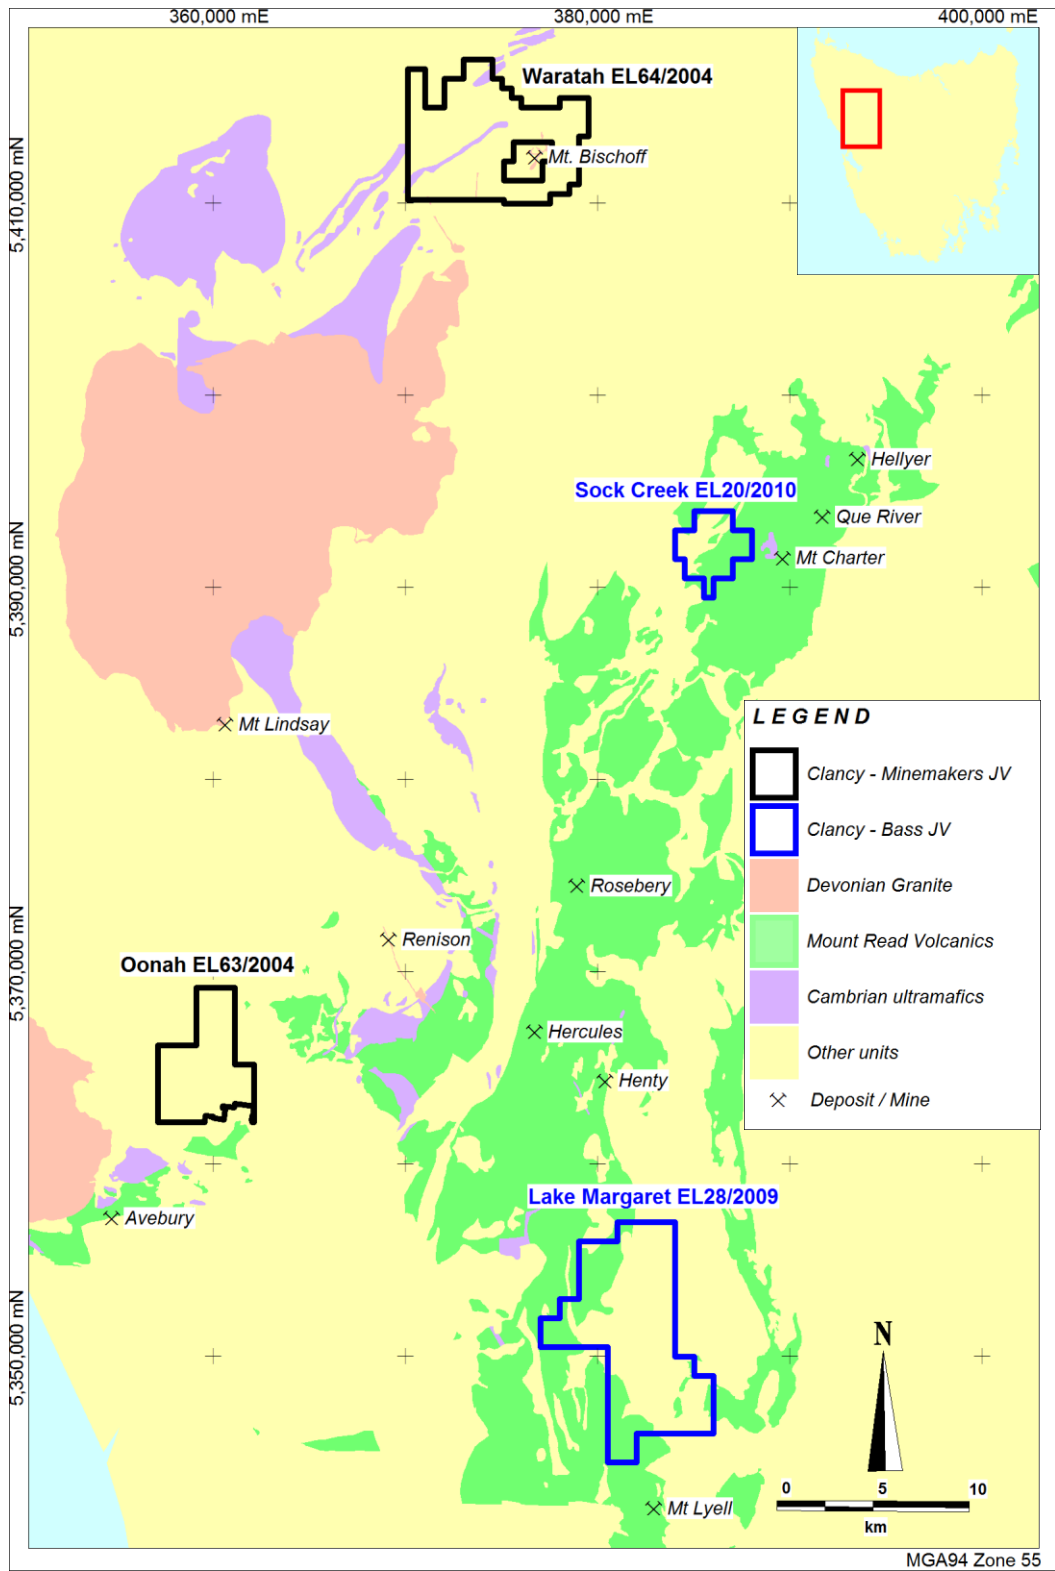 360,000 mE
380,000 mE
400,000 mE
Waratah EL64/2004
Mt. Bischoff
5,410,000 mN
Hellyer
Sock Creek EL20/2010
Que River
Mt Charter
5,390,000 mN
Mt Lindsay
LEGEND
Clancy - Minemakers JV
Clancy - Bass JV
Devonian Granite
Mount Read Volcanics
Cambrian ultramafics
Other units
Deposit / Mine
Rosebery
Renison
Oonah EL63/2004
5,370,000 mN
Hercules
Henty
Lake Margaret EL28/2009
Avebury
5,350,000 mN
N
Mt Lyell
0 5 10
km
MGA94 Zone 55